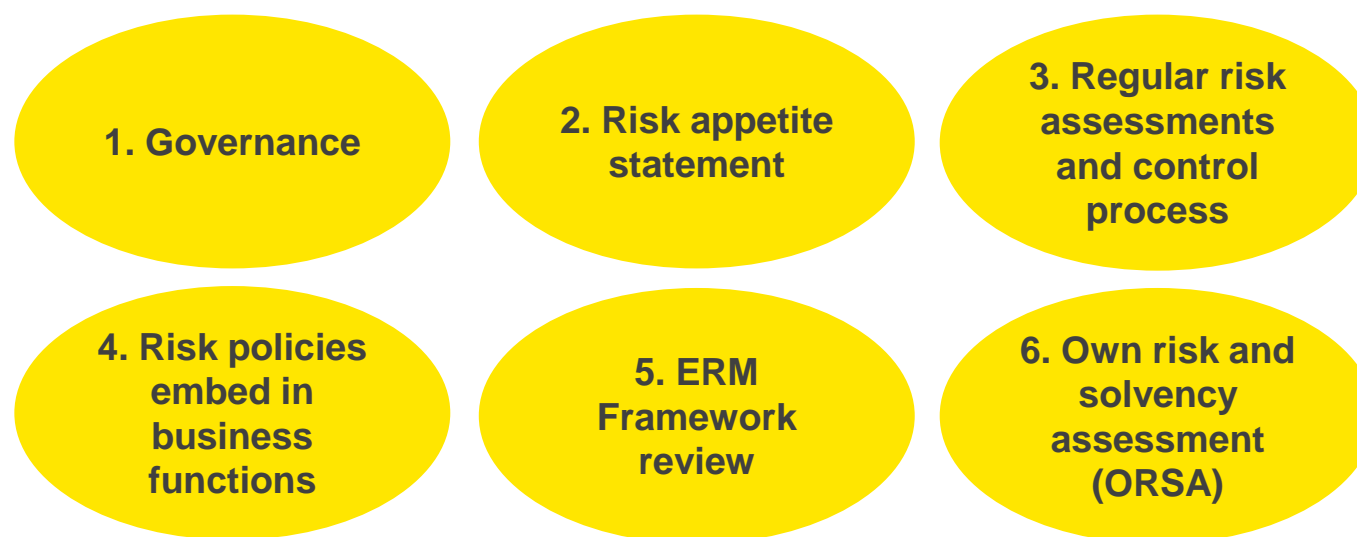 1. Governance
2. Risk appetite
statement
3. Regular risk
assessments
and control
process
4. Risk policies
embed in
business
functions
5. ERM
Framework
review
6. Own risk and
solvency
assessment
(ORSA)